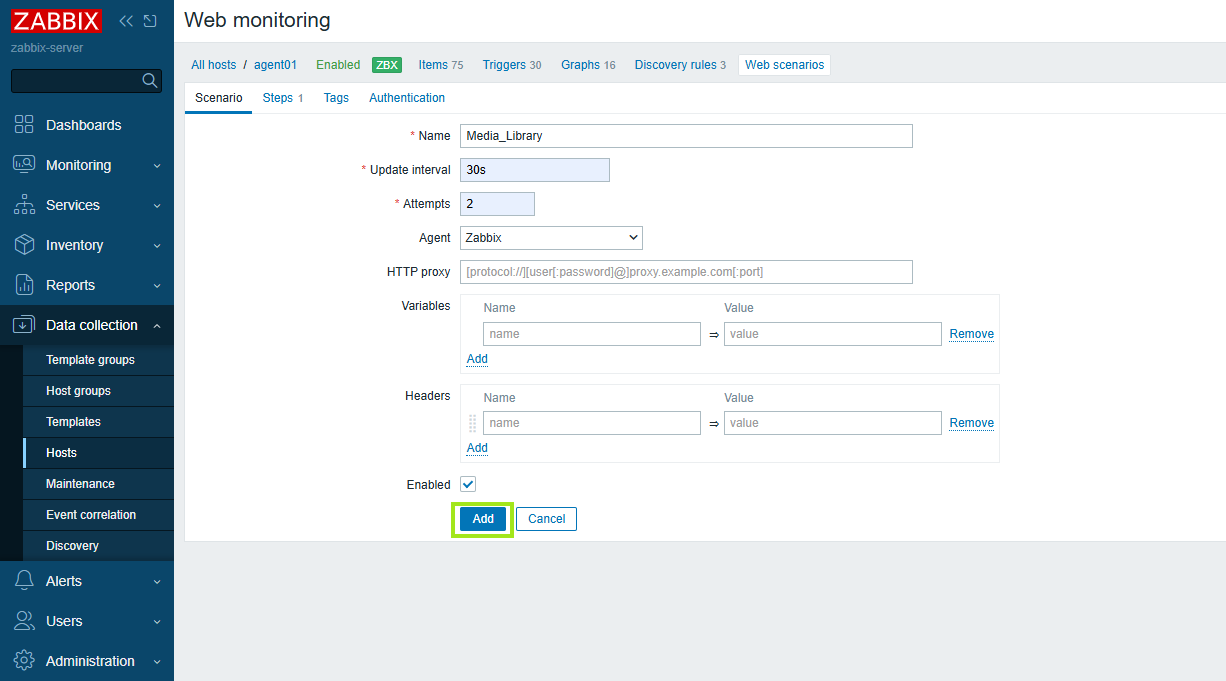 ZABBIX
zabbix-server
Dashboards
Monitoring
Services
Inventory
Reports
Data collection
Template groups
Host groups
Templates
Hosts
Maintenance
Event correlation
Discovery
Alerts
Users
Administration
Web monitoring
All hosts / agent01 Enabled ZBX Items 75 Triggers 30 Graphs 16 Discovery rules 3 Web scenarios
Scenario Steps 1 Tags Authentication
* Name Media_Library
* Update interval 30s
* Attempts 2
Agent Zabbix
HTTP proxy [protocol://][user[:password]@]proxy.example.com[:port]
Variables Name Value
name ⇒ value Remove
Add
Headers Name Value
name ⇒ value Remove
Add
Enabled
Add Cancel